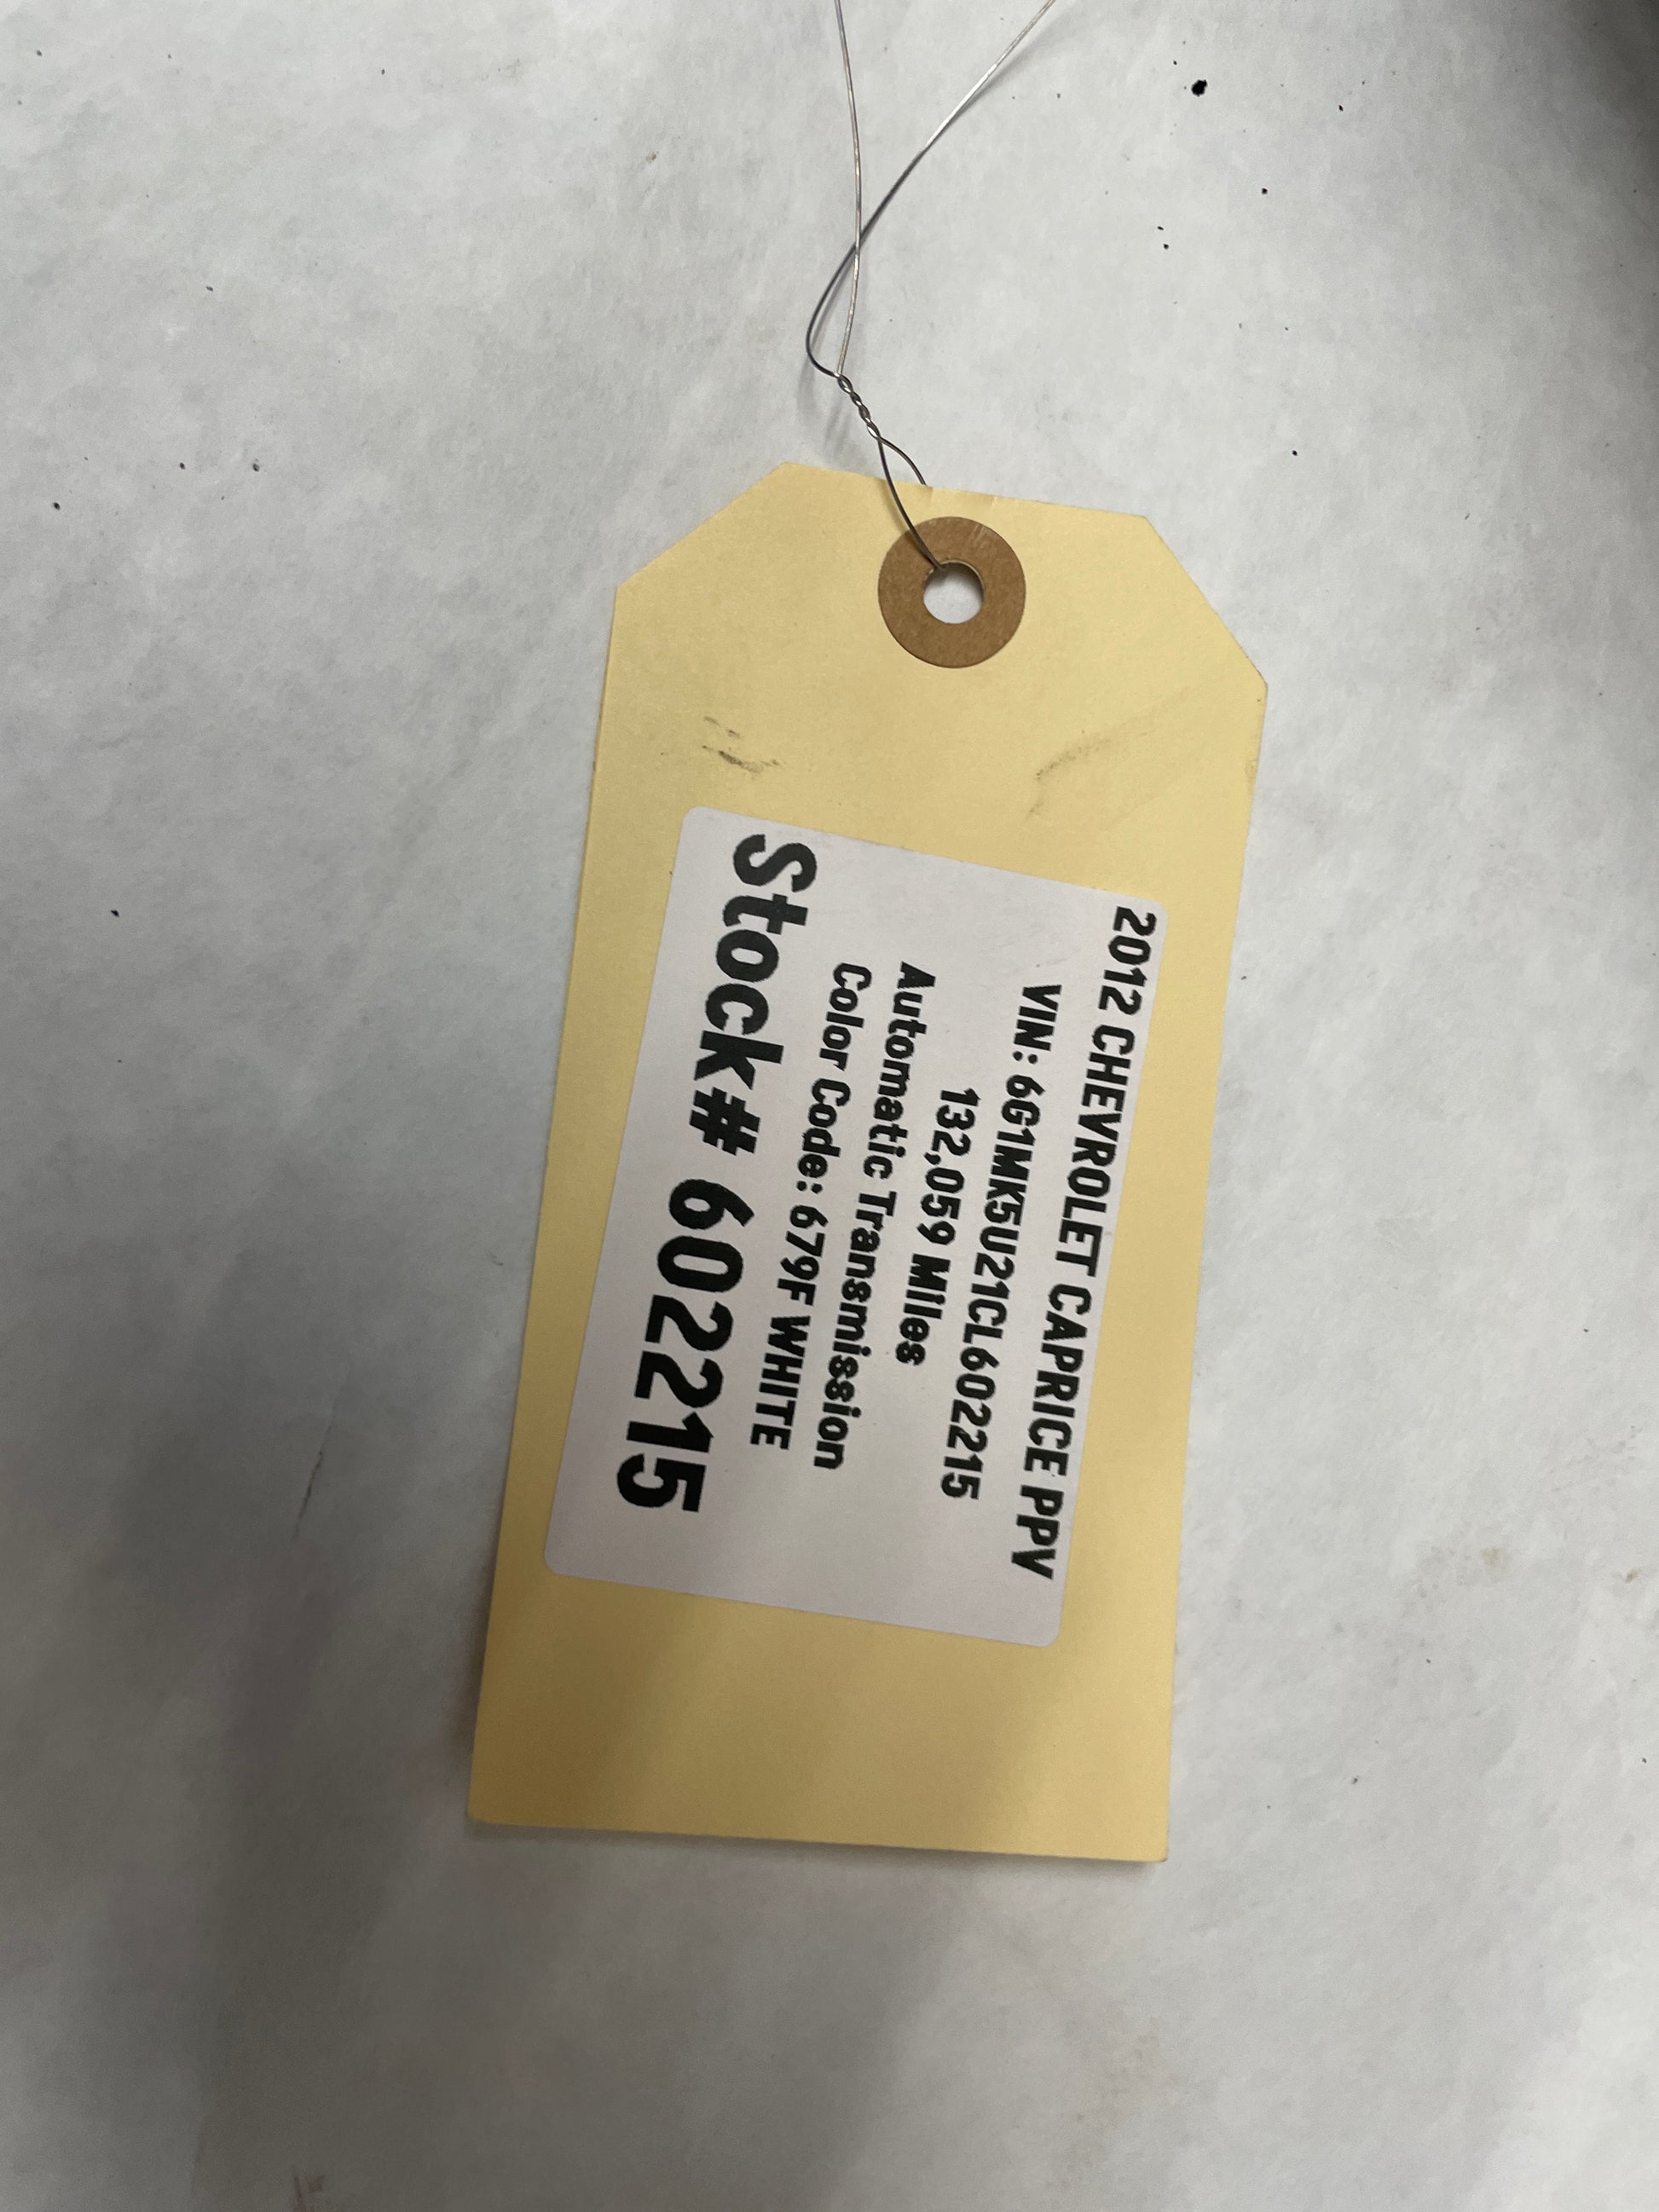 2012 CHEVROLET CAPRICE PPV
VIN: 6G1MK5U21CL602215
132,059 Miles
Automatic Transmission
Color Code: 679F WHITE
Stock# 602215